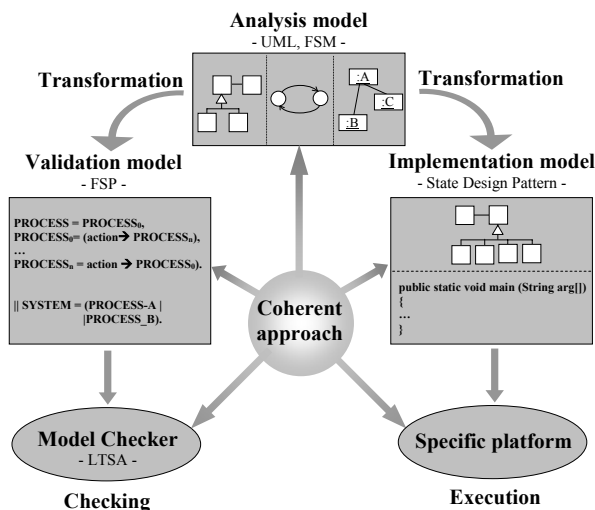 Analysis model
- UML, FSM -
Transformation
Transformation
:A
:C
:B
Validation model
- FSP -
Implementation model
- State Design Pattern -
PROCESS = PROCESS₀,
PROCESS₀= (action➔ PROCESSₙ),
…
PROCESSₙ = action ➔ PROCESS₀).
|| SYSTEM = (PROCESS-A |
|PROCESS_B).
public static void main (String arg[])
{
…
}
Coherent
approach
Model Checker
- LTSA -
Specific platform
Checking
Execution